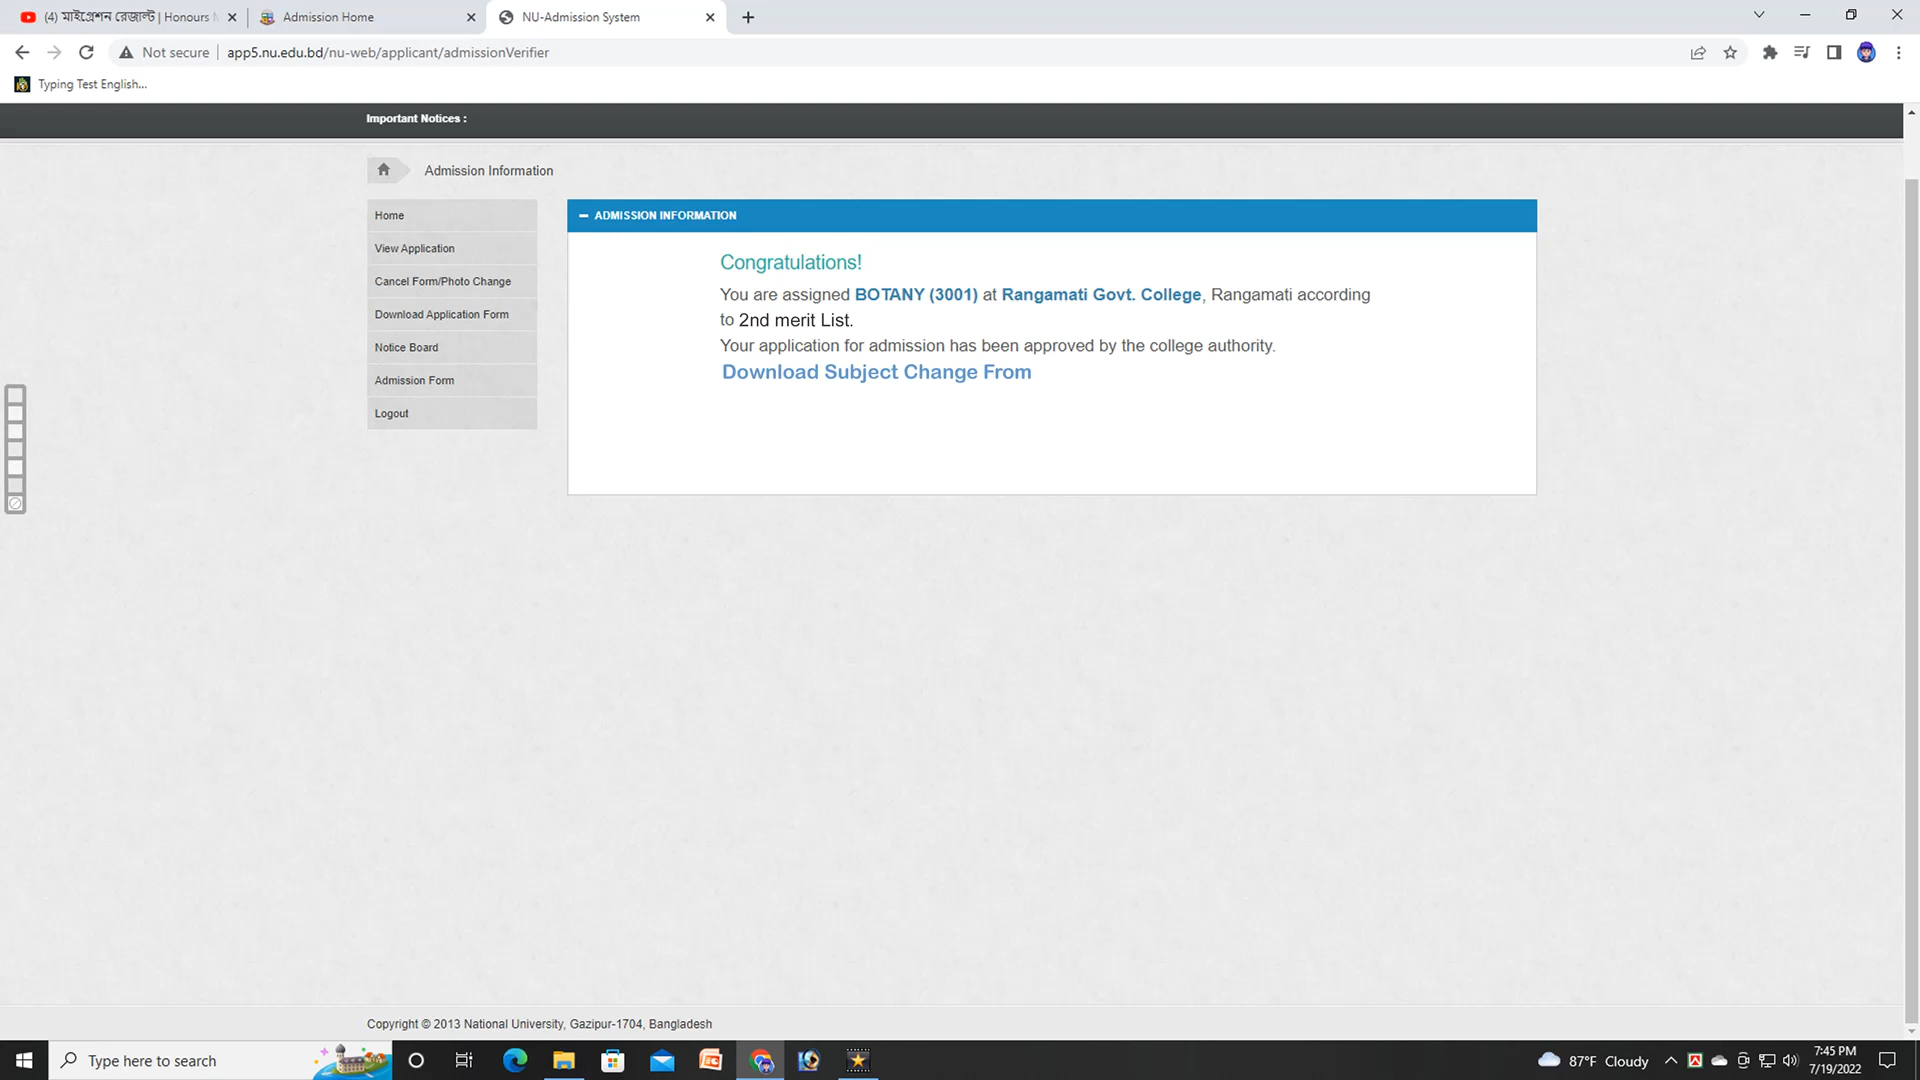 (4) মাইগ্রেশন রেজাল্ট | Honours
Admission Home
NU-Admission System
Not secure
app5.nu.edu.bd/nu-web/applicant/admissionVerifier
Typing Test English...
Important Notices :
Admission Information
Home
View Application
Cancel Form/Photo Change
Download Application Form
Notice Board
Admission Form
Logout
ADMISSION INFORMATION
Congratulations!
You are assigned BOTANY (3001) at Rangamati Govt. College, Rangamati according
to 2nd merit List.
Your application for admission has been approved by the college authority.
Download Subject Change From
Copyright © 2013 National University, Gazipur-1704, Bangladesh
Type here to search
87°F Cloudy
7:45 PM
7/19/2022